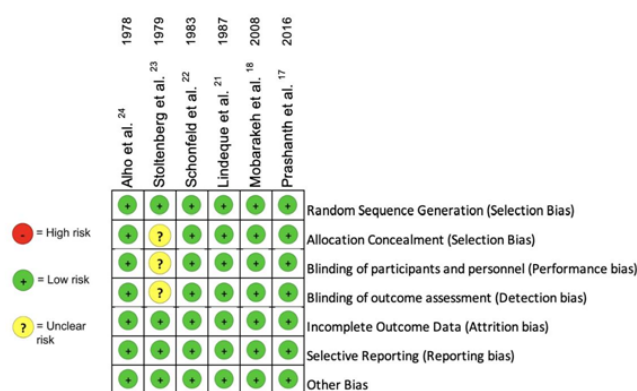 1978
1979
1983
1987
2008
2016
Alho et al. 24
Stoltenberg et al. 23
Schonfeld et al. 22
Lindeque et al. 21
Mobarakeh et al. 18
Prashanth et al. 17
- = High risk
+ = Low risk
? = Unclear
risk
+ + + + + + Random Sequence Generation (Selection Bias)
+ ? + + + + Allocation Concealment (Selection Bias)
+ ? + + + + Blinding of participants and personnel (Performance bias)
+ ? + + + + Blinding of outcome assessment (Detection bias)
+ + + + + + Incomplete Outcome Data (Attrition bias)
+ + + + + + Selective Reporting (Reporting bias)
+ + + + + + Other Bias